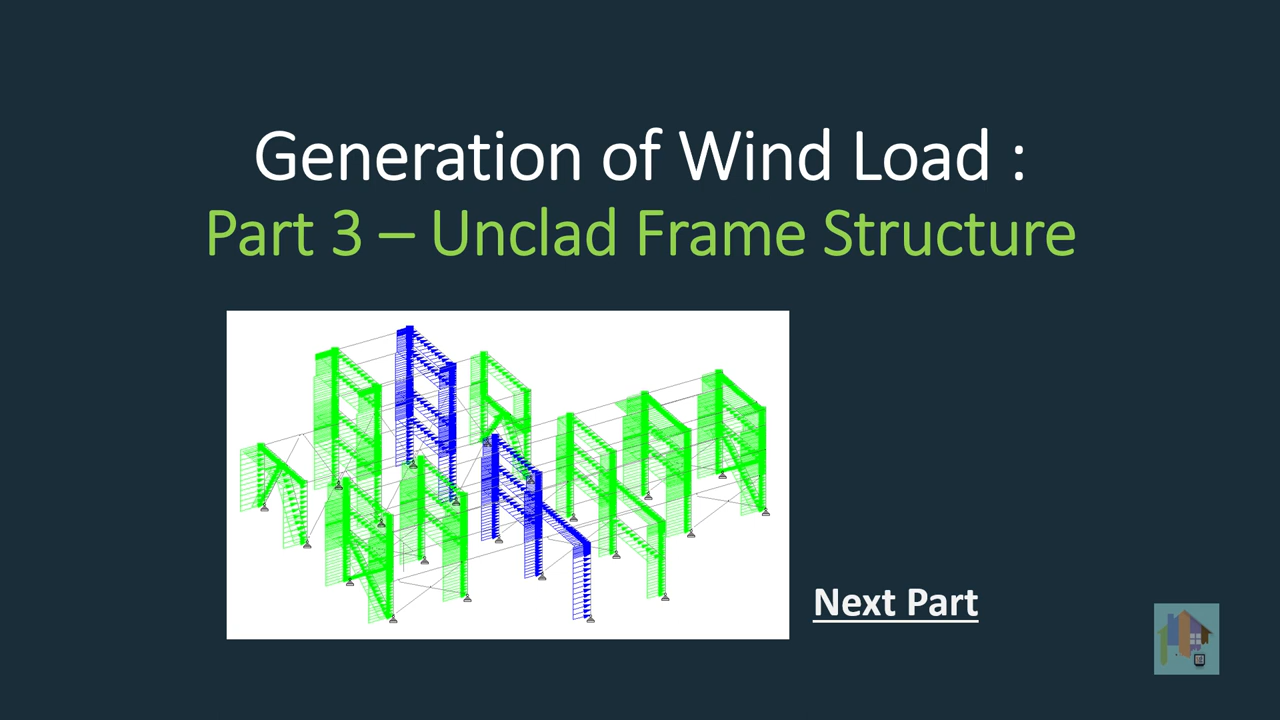 Generation of Wind Load :
Part 3 – Unclad Frame Structure
Next Part